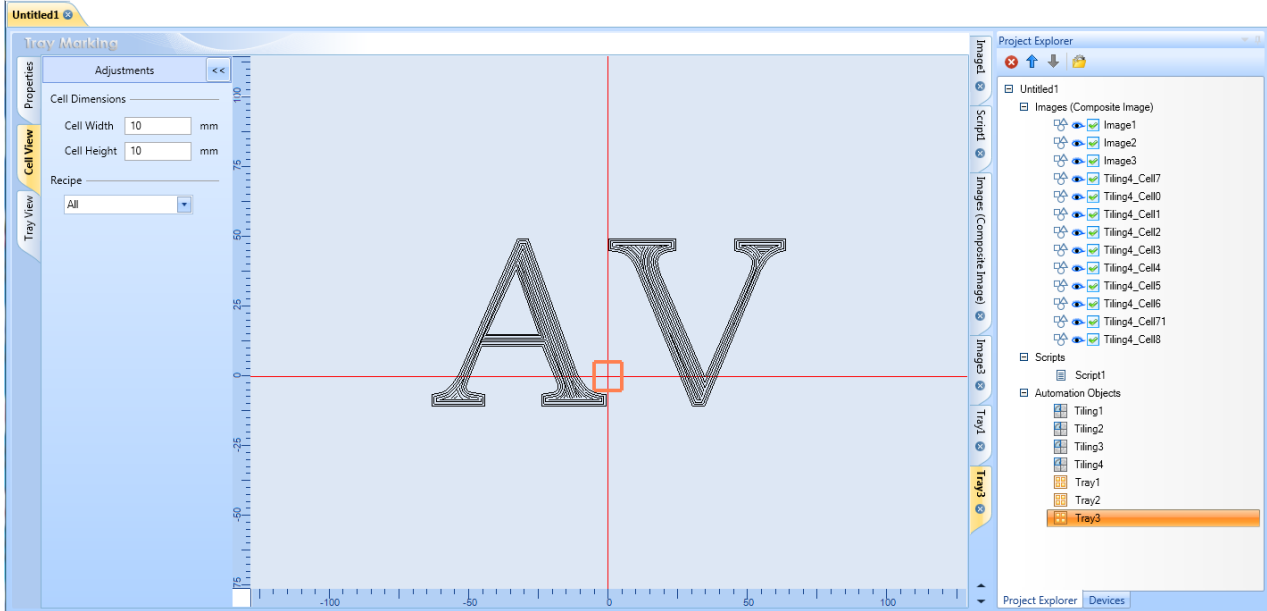 Untitled1
Tray Marking
Properties
Cell View
Tray View
Adjustments
<<
Cell Dimensions
Cell Width 10 mm
Cell Height 10 mm
Recipe
All
100
75
50
25
0
-25
-50
-75
-100
-50
0
50
100
AV
Image1
Script1
Images (Composite Image)
Image3
Tray1
Tray3
Project Explorer
Untitled1
Images (Composite Image)
Image1
Image2
Image3
Tiling4_Cell7
Tiling4_Cell0
Tiling4_Cell1
Tiling4_Cell2
Tiling4_Cell3
Tiling4_Cell4
Tiling4_Cell5
Tiling4_Cell6
Tiling4_Cell71
Tiling4_Cell8
Scripts
Script1
Automation Objects
Tiling1
Tiling2
Tiling3
Tiling4
Tray1
Tray2
Tray3
Project Explorer Devices